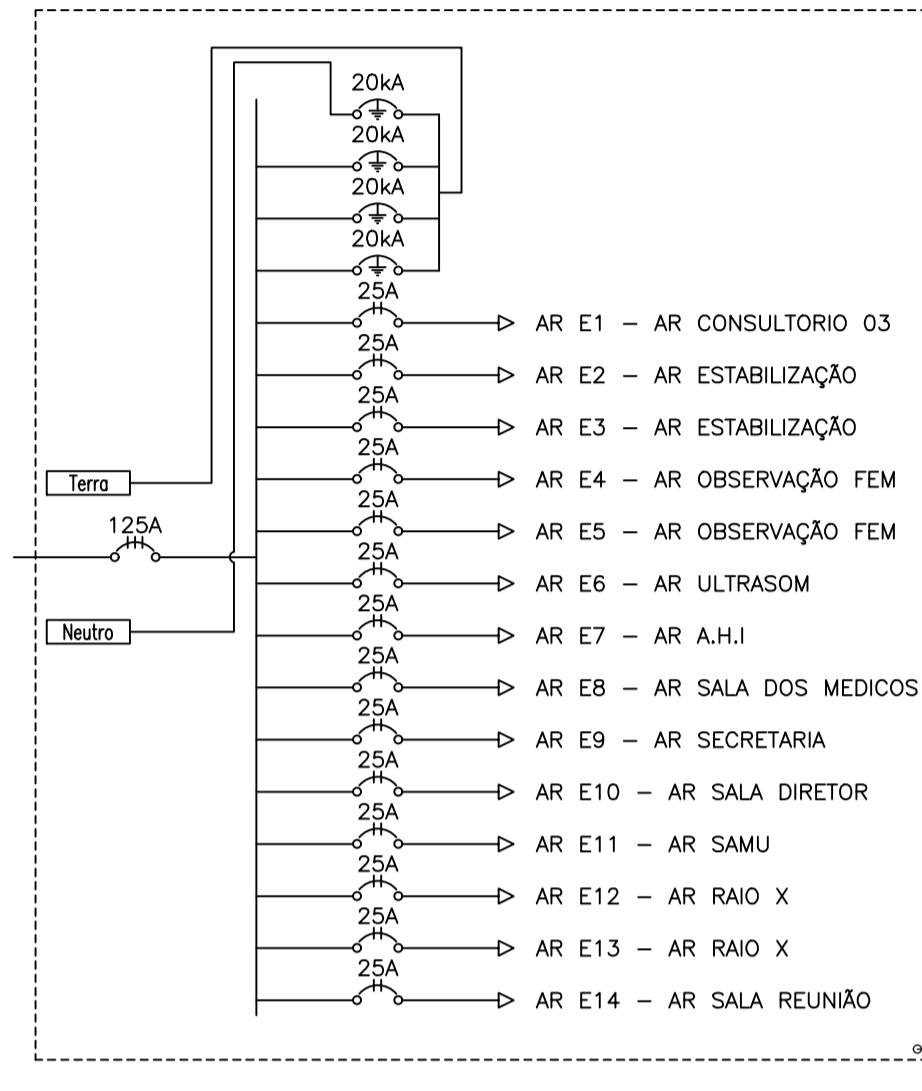 20kA
20kA
20kA
20kA
25A
AR E1 – AR CONSULTORIO 03
25A
AR E2 – AR ESTABILIZAÇÃO
25A
AR E3 – AR ESTABILIZAÇÃO
25A
AR E4 – AR OBSERVAÇÃO FEM
Terra
25A
AR E5 – AR OBSERVAÇÃO FEM
125A
25A
AR E6 – AR ULTRASOM
25A
AR E7 – AR A.H.I
Neutro
25A
AR E8 – AR SALA DOS MEDICOS
25A
AR E9 – AR SECRETARIA
25A
AR E10 – AR SALA DIRETOR
25A
AR E11 – AR SAMU
25A
AR E12 – AR RAIO X
25A
AR E13 – AR RAIO X
25A
AR E14 – AR SALA REUNIÃO